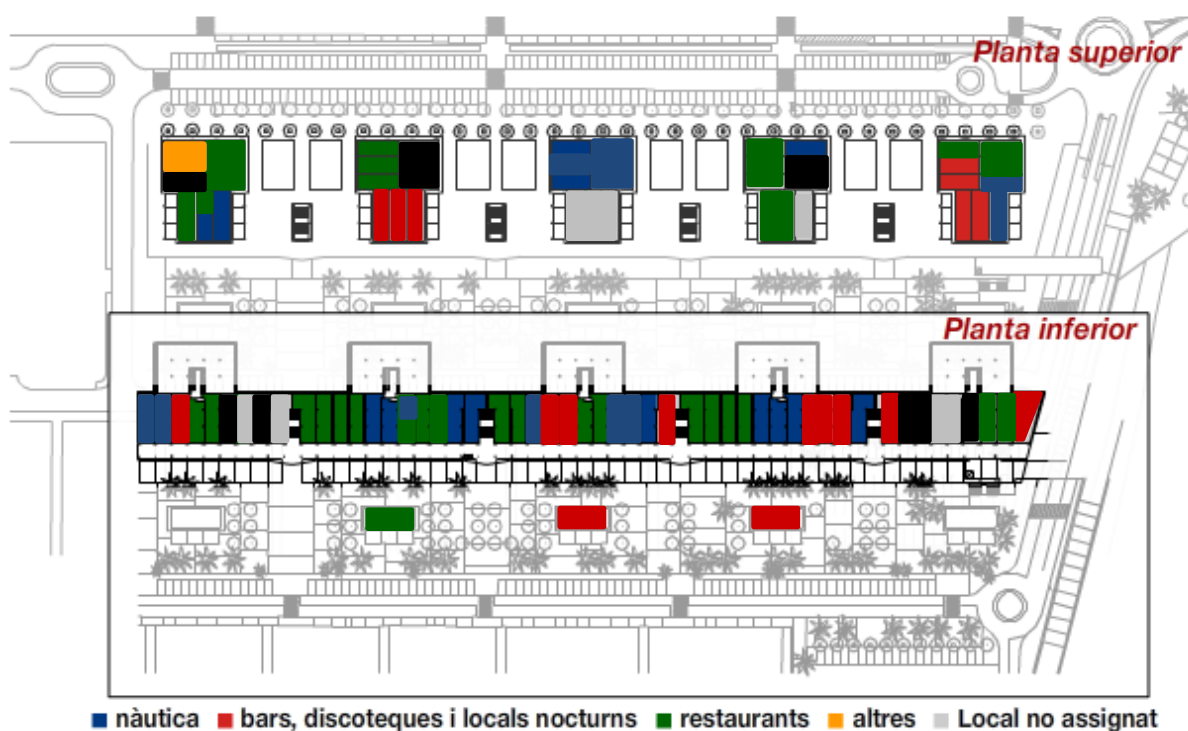 Planta superior
Planta inferior
nàutica bars, discoteques i locals nocturns restaurants altres Local no assignat